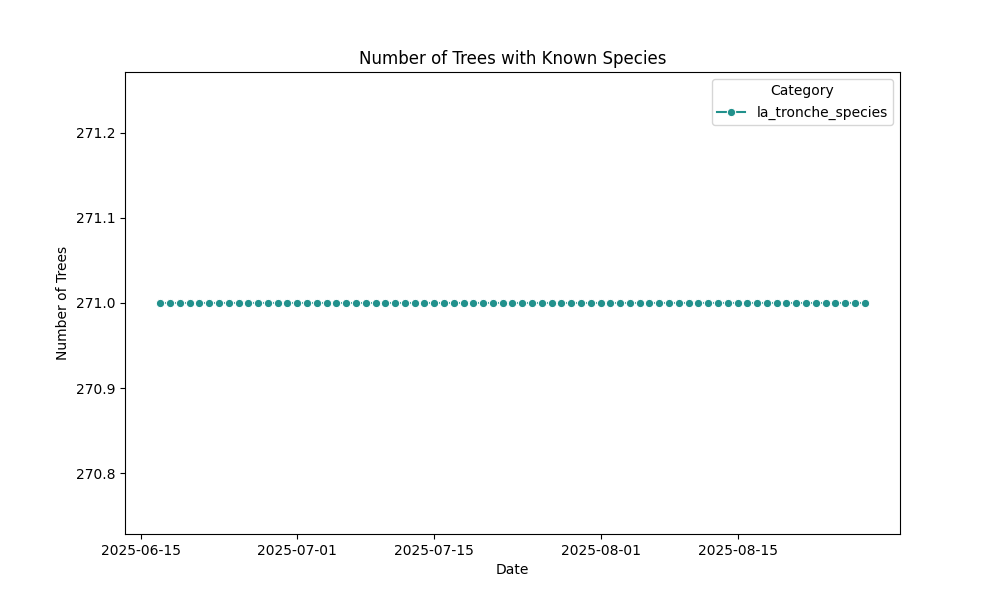 Number of Trees with Known Species
Category
la_tronche_species
271.2
271.1
271.0
270.9
270.8
Number of Trees
2025-06-15
2025-07-01
2025-07-15
2025-08-01
2025-08-15
Date